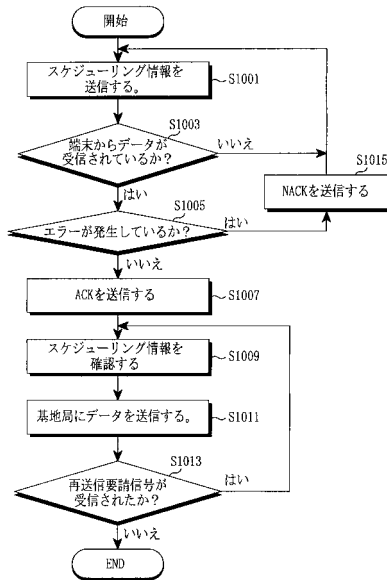 開始
スケジューリング情報を
送信する。
S1001
S1003
端末からデータが
受信されているか？
いいえ
はい
S1015
NACKを送信する
S1005
エラーが発生しているか？
はい
いいえ
ACKを送信する
S1007
スケジューリング情報を
確認する
S1009
基地局にデータを送信する。
S1011
S1013
再送信要請信号が
受信されたか？
はい
いいえ
END